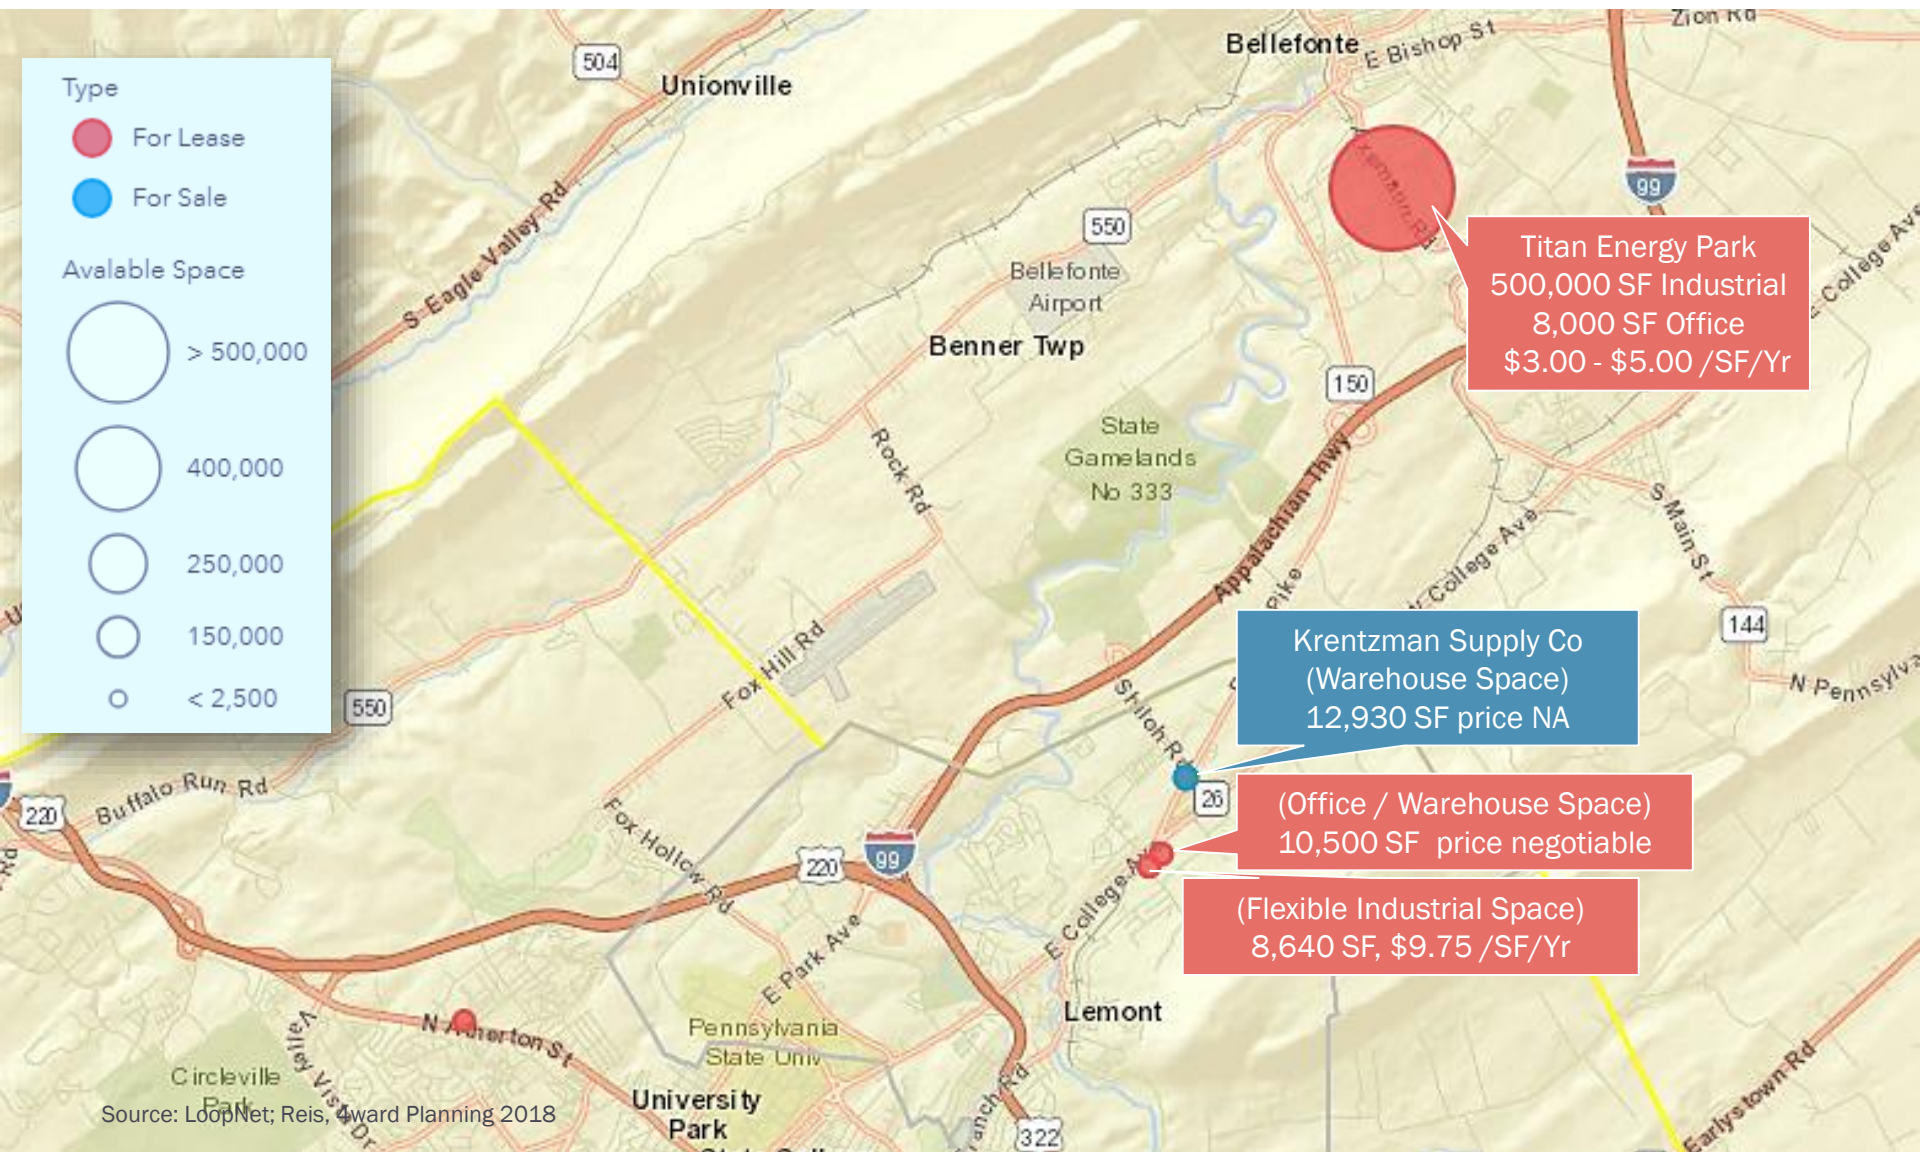 Type
For Lease
For Sale
Avalable Space
> 500,000
400,000
250,000
150,000
< 2,500
504
Unionville
Bellefonte
E Bishop St
Zion Rd
99
S Eagle Valley Rd
550
Bellefonte
Airport
Benner Twp
Titan Energy Park
500,000 SF Industrial
8,000 SF Office
$3.00 - $5.00 /SF/Yr
E College Ave
150
State
Gamelands
No 333
Rock Rd
Appalachian Thwy
Pike
College Ave
S Main St
144
N Pennsylva
Fox Hill Rd
550
Shiloh Rd
Krentzman Supply Co
(Warehouse Space)
12,930 SF price NA
26
(Office / Warehouse Space)
10,500 SF  price negotiable
(Flexible Industrial Space)
8,640 SF, $9.75 /SF/Yr
220
Buffalo Run Rd
Fox Hollow Rd
220
99
E College Av
E Park Ave
Lemont
N Atherton St
Valley Vista Dr
Pennsylvania
State Univ
Circleville
Park
University
Park
322
Earlystown Rd
Source: LoopNet; Reis, 4ward Planning 2018